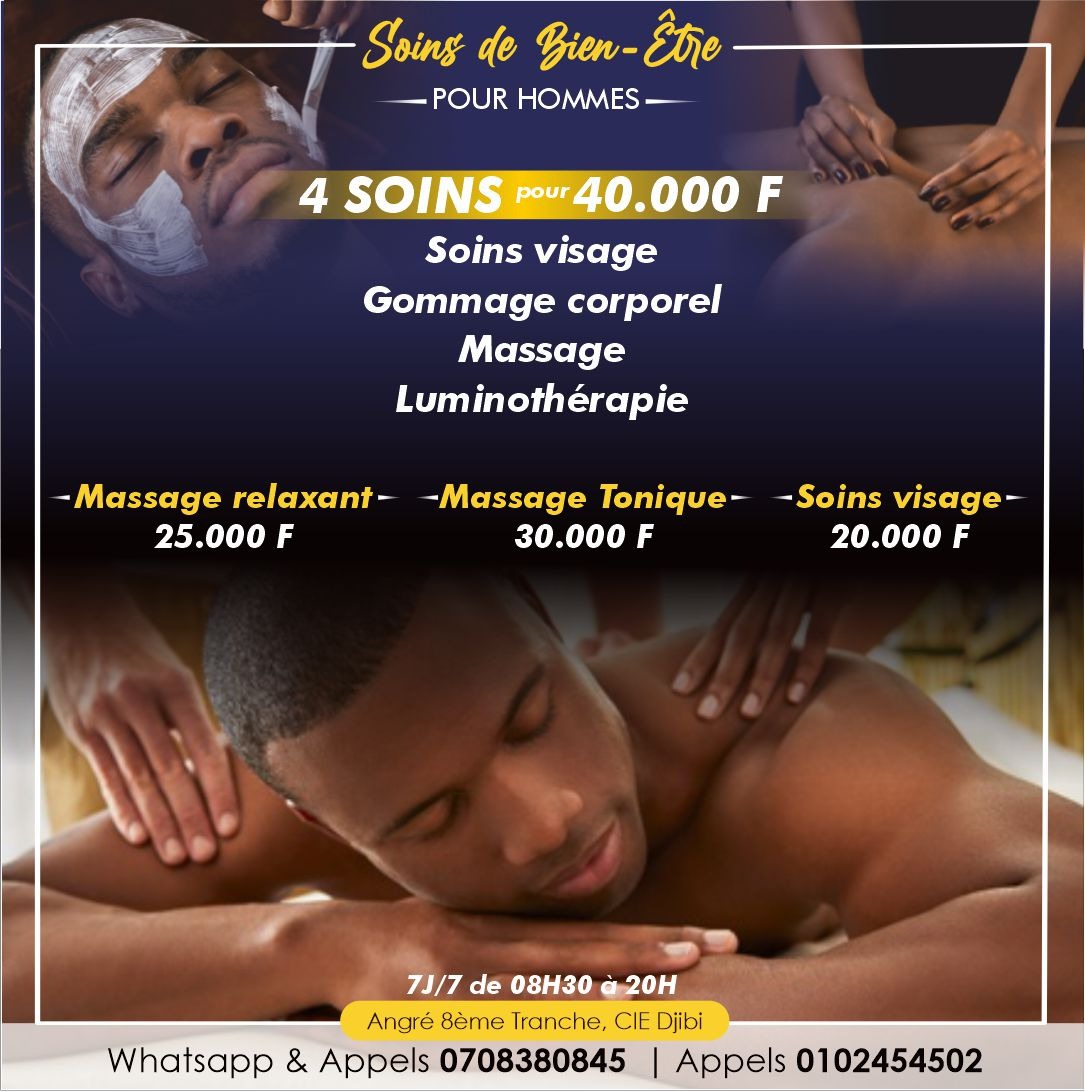 Soins de Bien-Être
POUR HOMMES
4 SOINS pour 40.000 F
Soins visage
Gommage corporel
Massage
Luminothérapie
Massage relaxant
25.000 F
Massage Tonique
30.000 F
Soins visage
20.000 F
7J/7 de 08H30 à 20H
Angré 8ème Tranche, CIE Djibi
Whatsapp & Appels 0708380845 | Appels 0102454502